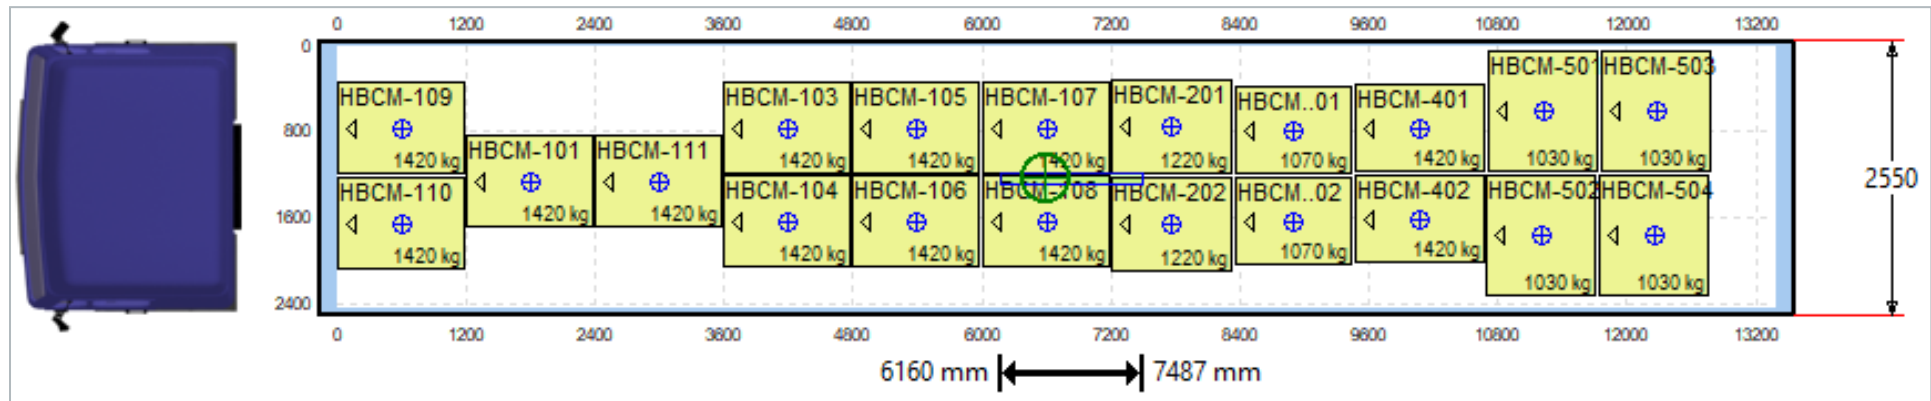 0 1200 2400 3600 4800 6000 7200 8400 9600 10800 12000 13200
0
HBCM-501 HBCM-503
HBCM-109 HBCM-103 HBCM-105 HBCM-107 HBCM-201 HBCM..01 HBCM-401
800
HBCM-101 HBCM-111
1420 kg 1420 kg 1420 kg 1420 kg 1220 kg 1070 kg 1420 kg 1030 kg 1030 kg
2550
HBCM-110 HBCM-104 HBCM-106 HBCM-108 HBCM-202 HBCM..02 HBCM-402 HBCM-502 HBCM-504
1600
1420 kg 1420 kg
1420 kg 1420 kg 1420 kg 1420 kg 1220 kg 1070 kg 1420 kg 1030 kg 1030 kg
2400
0 1200 2400 3600 4800 6000 7200 8400 9600 10800 12000 13200
6160 mm 7487 mm